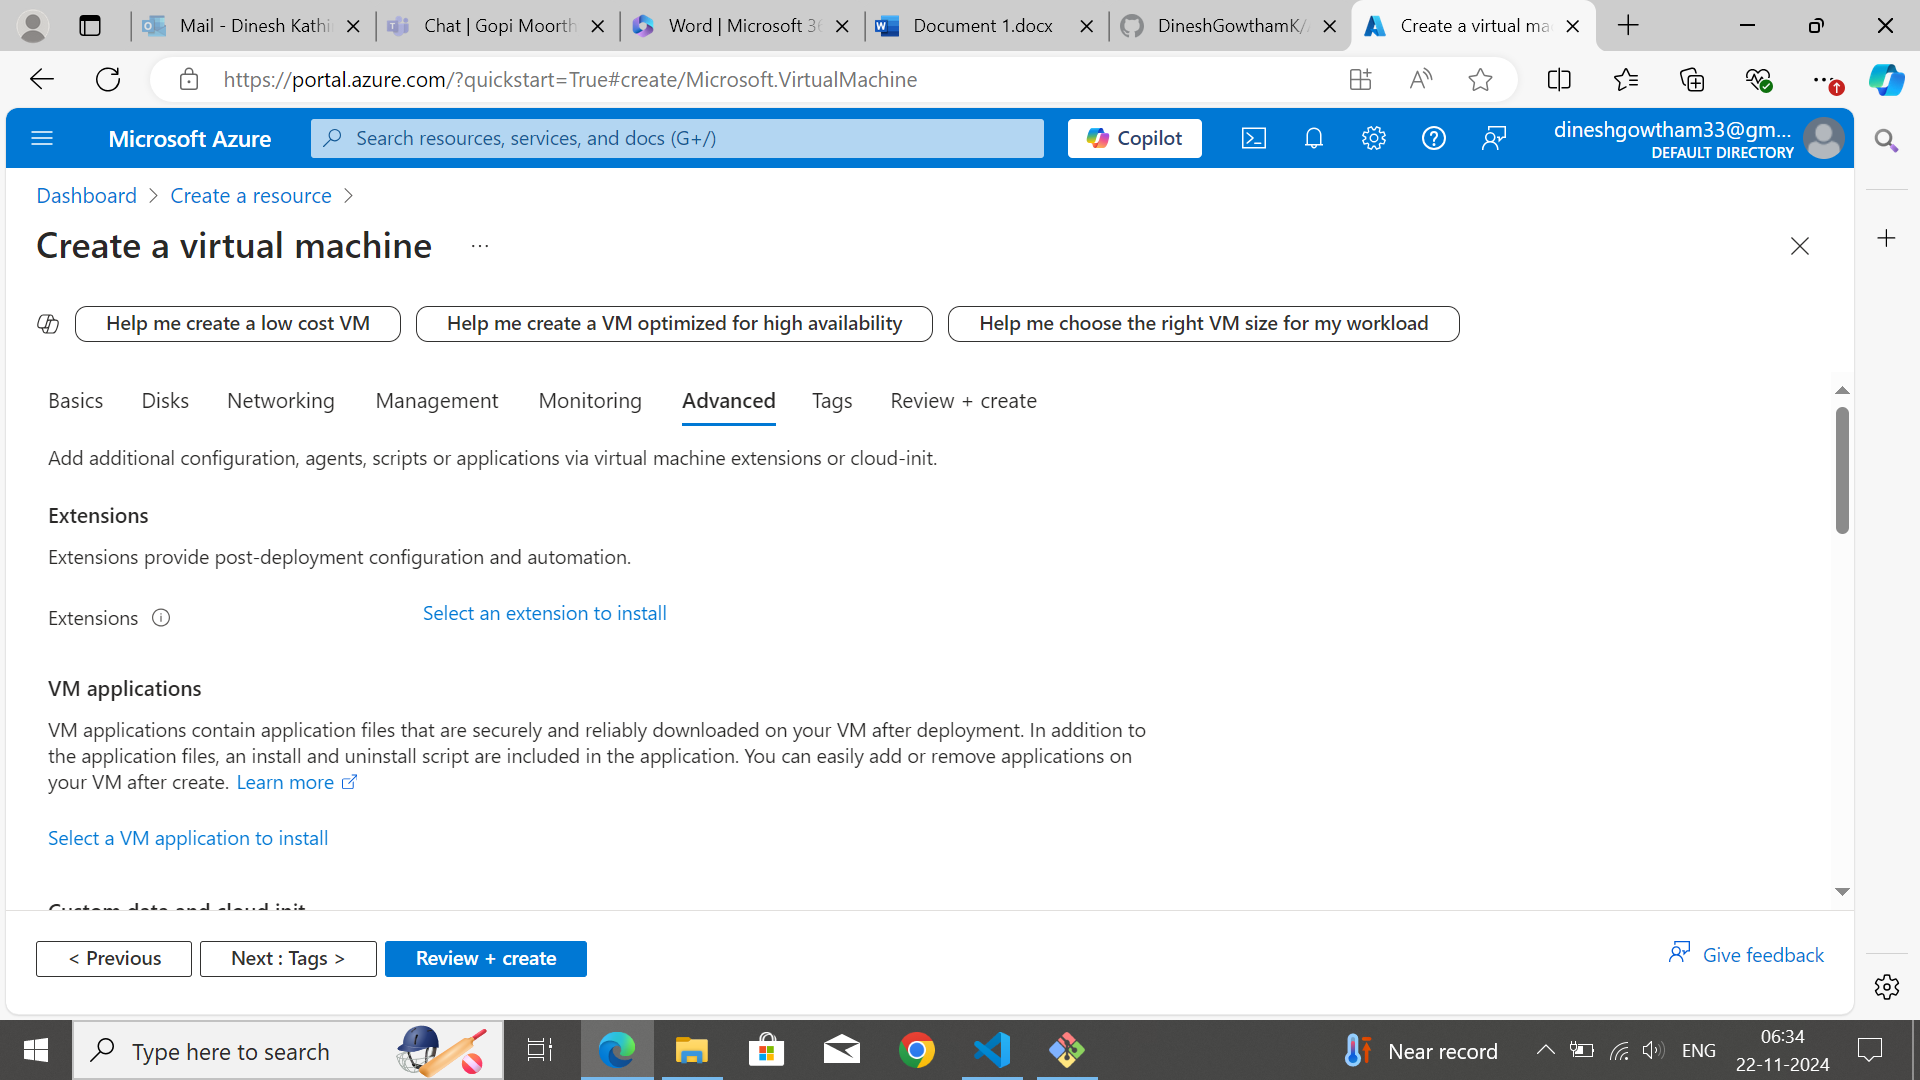 Mail - Dinesh Kathi
Chat | Gopi Moorth
Word | Microsoft 36
Document 1.docx
DineshGowthamK/
Create a virtual ma
https://portal.azure.com/?quickstart=True#create/Microsoft.VirtualMachine
Microsoft Azure
Search resources, services, and docs (G+/)
Copilot
dineshgowtham33@gm...
DEFAULT DIRECTORY
Dashboard > Create a resource >
Create a virtual machine ...
Help me create a low cost VM
Help me create a VM optimized for high availability
Help me choose the right VM size for my workload
Basics Disks Networking Management Monitoring Advanced Tags Review + create
Add additional configuration, agents, scripts or applications via virtual machine extensions or cloud-init.
Extensions
Extensions provide post-deployment configuration and automation.
Extensions
Select an extension to install
VM applications
VM applications contain application files that are securely and reliably downloaded on your VM after deployment. In addition to
the application files, an install and uninstall script are included in the application. You can easily add or remove applications on
your VM after create. Learn more
Select a VM application to install
Custom data and cloud init
< Previous
Next : Tags >
Review + create
Give feedback
Type here to search
Near record
ENG
06:34
22-11-2024